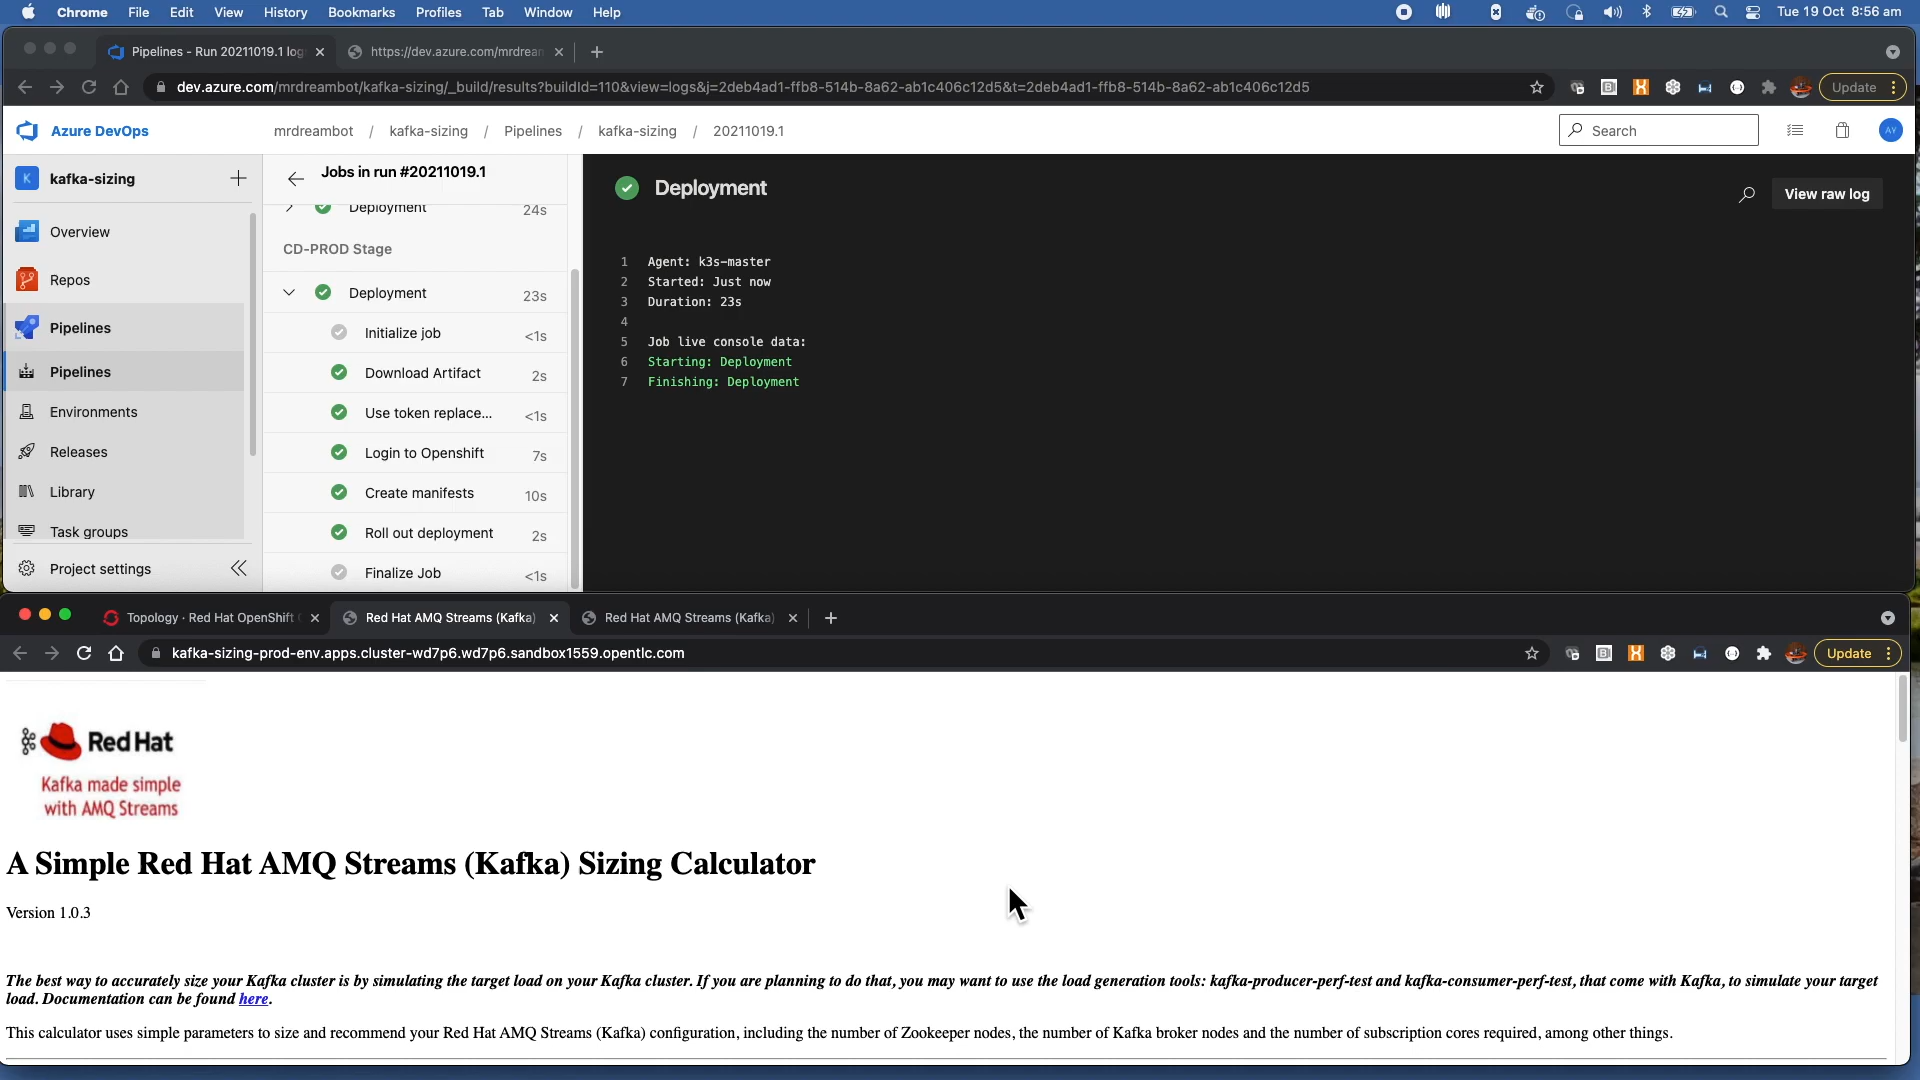 Chrome File Edit View History Bookmarks Profiles Tab Window Help Tue 19 Oct 8:56 am
Pipelines - Run 20211019.1 log https://dev.azure.com/mrdream
dev.azure.com/mrdreambot/kafka-sizing/_build/results?buildId=110&view=logs&j=2deb4ad1-ffb8-514b-8a62-ab1c406c12d5&t=2deb4ad1-ffb8-514b-8a62-ab1c406c12d5 Update
Azure DevOps mrdreambot / kafka-sizing / Pipelines / kafka-sizing / 20211019.1 Search AY
K kafka-sizing
Overview
Repos
Pipelines
Pipelines
Environments
Releases
Library
Task groups
Project settings
Jobs in run #20211019.1
Deployment 24s
CD-PROD Stage
Deployment 23s
Initialize job <1s
Download Artifact 2s
Use token replace... <1s
Login to Openshift 7s
Create manifests 10s
Roll out deployment 2s
Finalize Job <1s
Deployment
View raw log
1 Agent: k3s-master
2 Started: Just now
3 Duration: 23s
4
5 Job live console data:
6 Starting: Deployment
7 Finishing: Deployment
Topology · Red Hat OpenShift Red Hat AMQ Streams (Kafka) Red Hat AMQ Streams (Kafka)
kafka-sizing-prod-env.apps.cluster-wd7p6.wd7p6.sandbox1559.opentlc.com Update
Red Hat
Kafka made simple
with AMQ Streams
A Simple Red Hat AMQ Streams (Kafka) Sizing Calculator
Version 1.0.3
The best way to accurately size your Kafka cluster is by simulating the target load on your Kafka cluster. If you are planning to do that, you may want to use the load generation tools: kafka-producer-perf-test and kafka-consumer-perf-test, that come with Kafka, to simulate your target
load. Documentation can be found here.
This calculator uses simple parameters to size and recommend your Red Hat AMQ Streams (Kafka) configuration, including the number of Zookeeper nodes, the number of Kafka broker nodes and the number of subscription cores required, among other things.